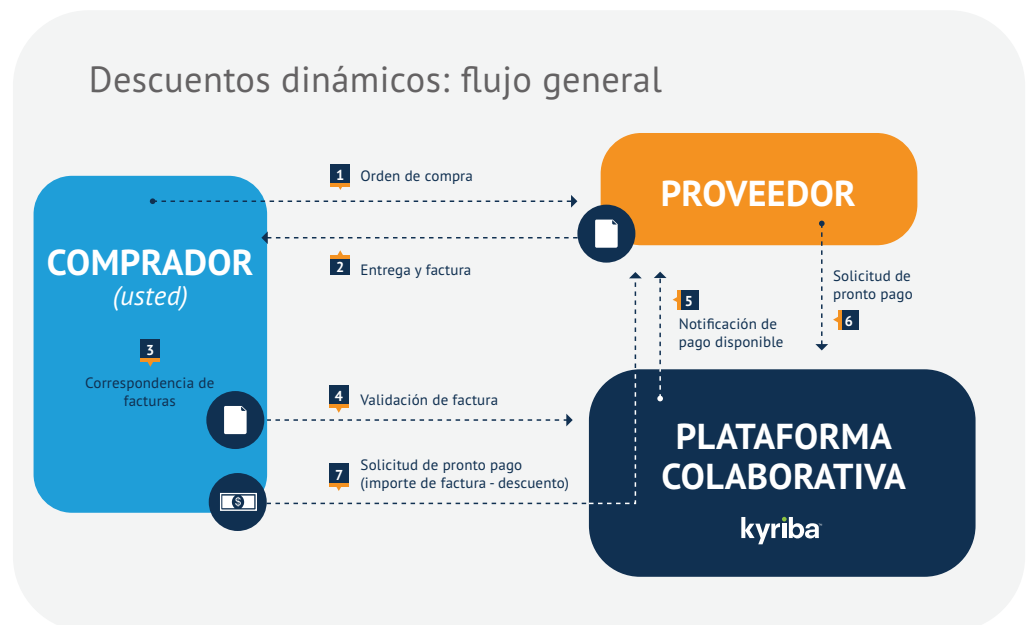 Descuentos dinámicos: flujo general
1 Orden de compra
PROVEEDOR
COMPRADOR
(usted)
2 Entrega y factura
3
Correspondencia de
facturas
5
Notificación de
pago disponible
Solicitud de
pronto pago
6
4 Validación de factura
7 Solicitud de pronto pago
(importe de factura - descuento)
$
PLATAFORMA
COLABORATIVA
kyriba